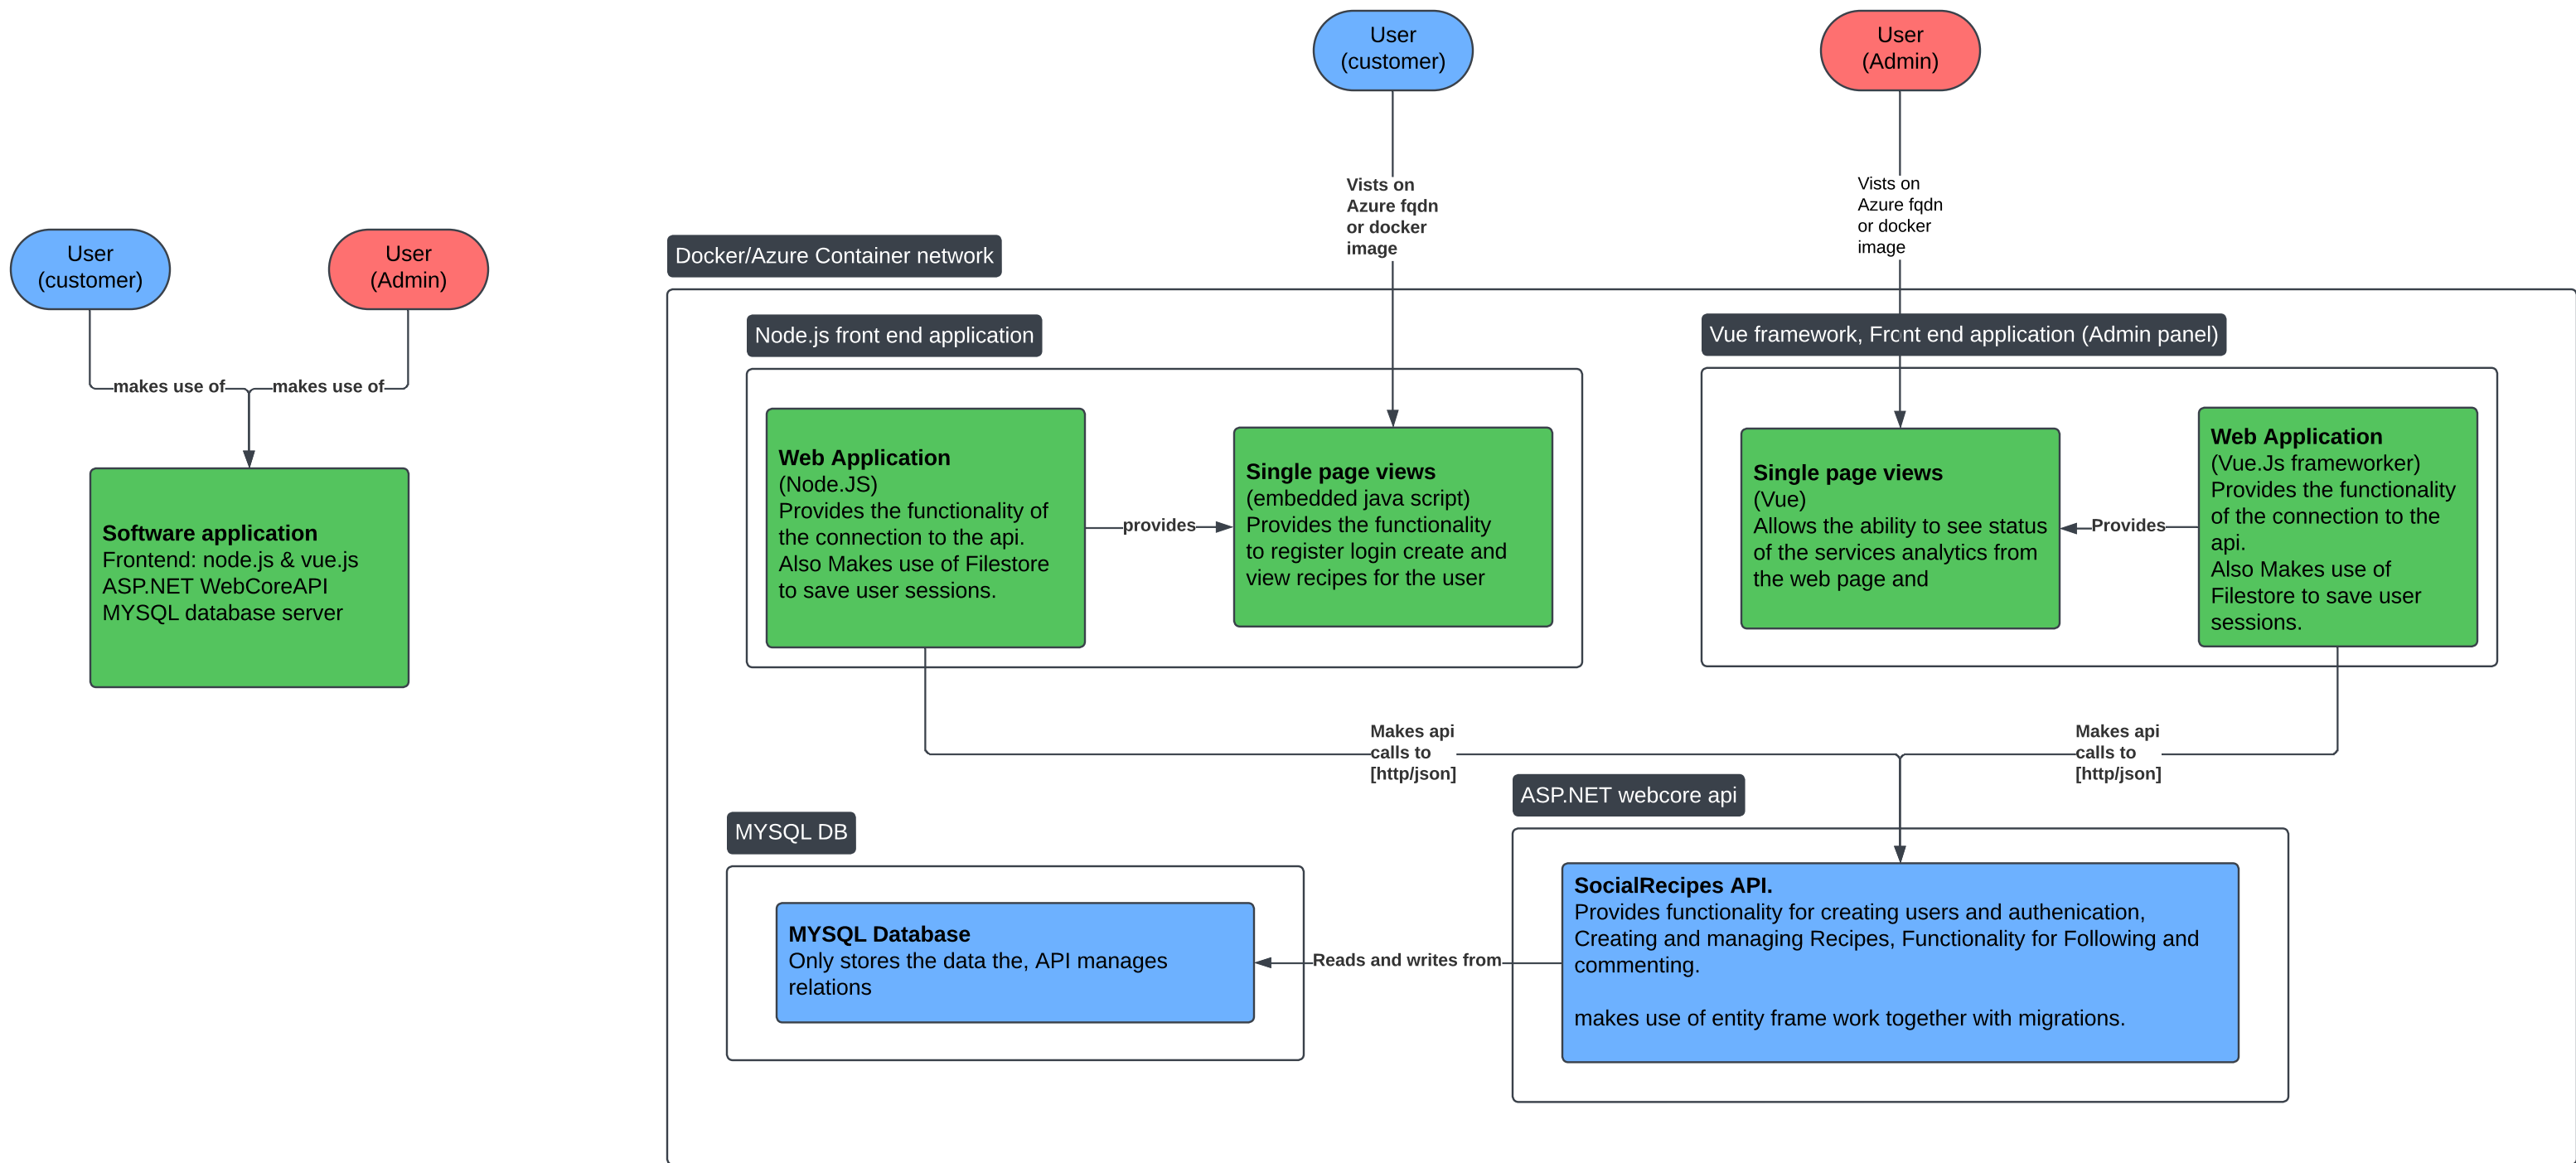 User
(customer)
User
(Admin)
makes use of
makes use of
Software application
Frontend: node.js & vue.js
ASP.NET WebCoreAPI
MYSQL database server
User
(customer)
User
(Admin)
Vists on
Azure fqdn
or docker
image
Vists on
Azure fqdn
or docker
image
Docker/Azure Container network
Node.js front end application
Vue framework, Front end application (Admin panel)
Web Application
(Node.JS)
Provides the functionality of
the connection to the api.
Also Makes use of Filestore
to save user sessions.
provides
Single page views
(embedded java script)
Provides the functionality
to register login create and
view recipes for the user
Single page views
(Vue)
Allows the ability to see status
of the services analytics from
the web page and
Provides
Web Application
(Vue.Js frameworker)
Provides the functionality
of the connection to the
api.
Also Makes use of
Filestore to save user
sessions.
Makes api
calls to
[http/json]
Makes api
calls to
[http/json]
MYSQL DB
ASP.NET webcore api
MYSQL Database
Only stores the data the, API manages
relations
Reads and writes from
SocialRecipes API.
Provides functionality for creating users and authenication,
Creating and managing Recipes, Functionality for Following and
commenting.
makes use of entity frame work together with migrations.